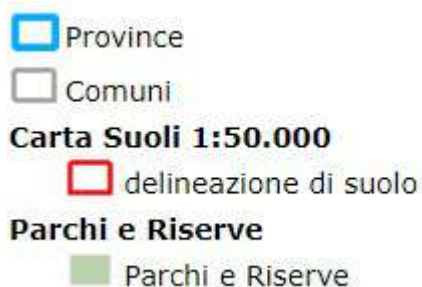 Province
Comuni
Carta Suoli 1:50.000
delineazione di suolo
Parchi e Riserve
Parchi e Riserve